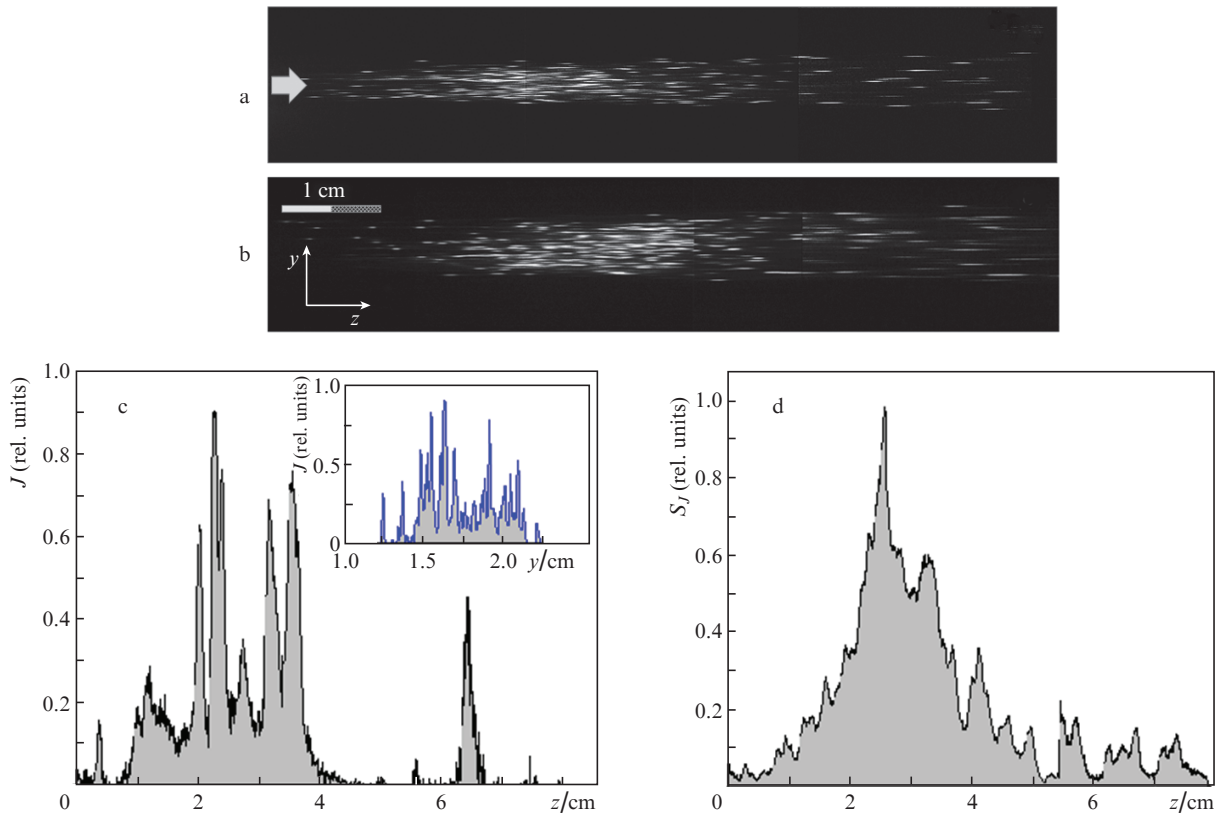 a
1 cm
b
y
z
1.0
0.8
0.6
0.4
0.2
J (rel. units)
c
1.0
0.5
0
J (rel. units)
1.0 1.5 2.0 y/cm
0 2 4 6 z/cm
1.0
0.8
0.6
0.4
0.2
S_J (rel. units)
d
0 2 4 6 z/cm